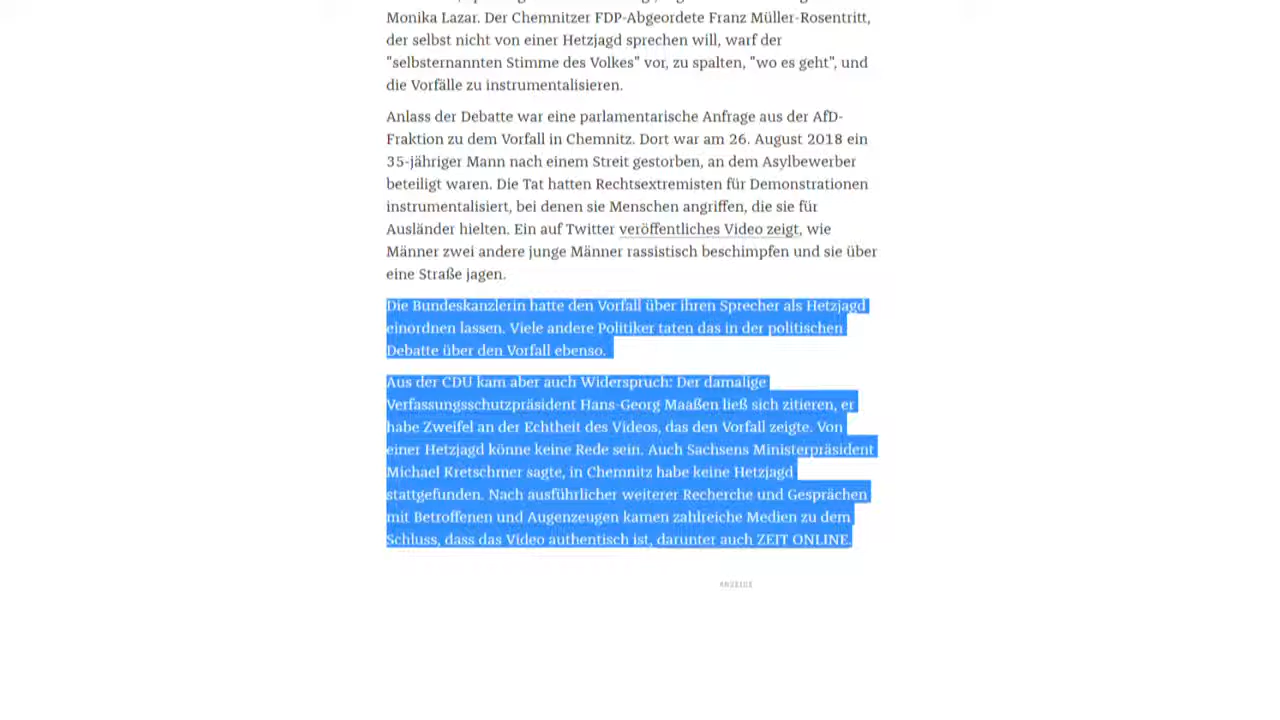 Monika Lazar. Der Chemnitzer FDP-Abgeordete Franz Müller-Rosentritt,
der selbst nicht von einer Hetzjagd sprechen will, warf der
"selbsternannten Stimme des Volkes" vor, zu spalten, "wo es geht", und
die Vorfälle zu instrumentalisieren.
Anlass der Debatte war eine parlamentarische Anfrage aus der AfD-
Fraktion zu dem Vorfall in Chemnitz. Dort war am 26. August 2018 ein
35-jähriger Mann nach einem Streit gestorben, an dem Asylbewerber
beteiligt waren. Die Tat hatten Rechtsextremisten für Demonstrationen
instrumentalisiert, bei denen sie Menschen angriffen, die sie für
Ausländer hielten. Ein auf Twitter veröffentliches Video zeigt, wie
Männer zwei andere junge Männer rassistisch beschimpfen und sie über
eine Straße jagen.
Die Bundeskanzlerin hatte den Vorfall über ihren Sprecher als Hetzjagd
einordnen lassen. Viele andere Politiker taten das in der politischen
Debatte über den Vorfall ebenso.
Aus der CDU kam aber auch Widerspruch: Der damalige
Verfassungsschutzpräsident Hans-Georg Maaßen ließ sich zitieren, er
habe Zweifel an der Echtheit des Videos, das den Vorfall zeigte. Von
einer Hetzjagd könne keine Rede sein. Auch Sachsens Ministerpräsident
Michael Kretschmer sagte, in Chemnitz habe keine Hetzjagd
stattgefunden. Nach ausführlicher weiterer Recherche und Gesprächen
mit Betroffenen und Augenzeugen kamen zahlreiche Medien zu dem
Schluss, dass das Video authentisch ist, darunter auch ZEIT ONLINE.
ANZEIGE